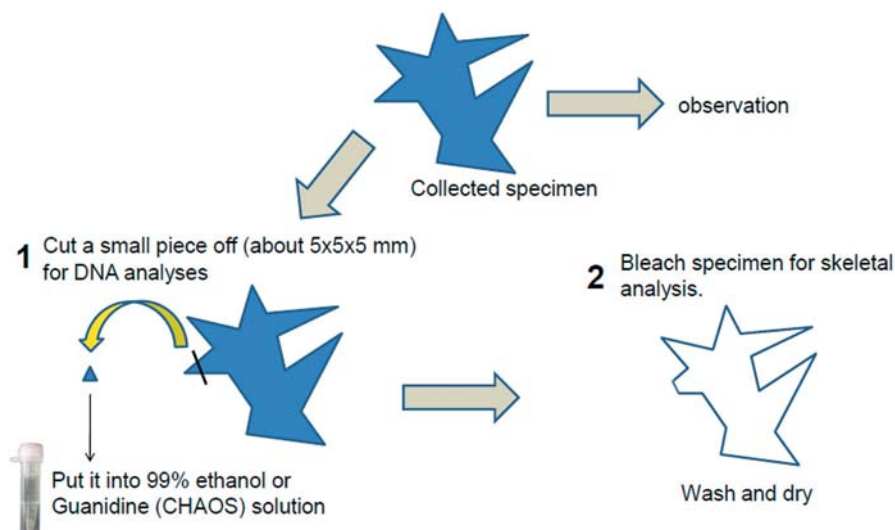 observation
Collected specimen
1 Cut a small piece off (about 5x5x5 mm)
for DNA analyses
2 Bleach specimen for skeletal
analysis.
Put it into 99% ethanol or
Guanidine (CHAOS) solution
Wash and dry